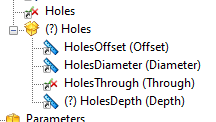 Holes
(?) Holes
HolesOffset (Offset)
HolesDiameter (Diameter)
HolesThrough (Through)
(?) HolesDepth (Depth)
Parameters